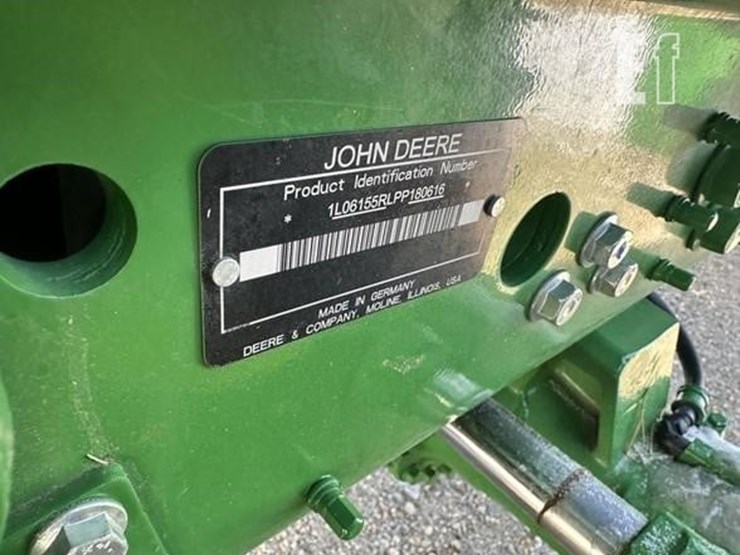 JOHN DEERE
Product Identification Number
* 1L06155RLPP180616 *
MADE IN GERMANY
DEERE & COMPANY, MOLINE, ILLINOIS, USA